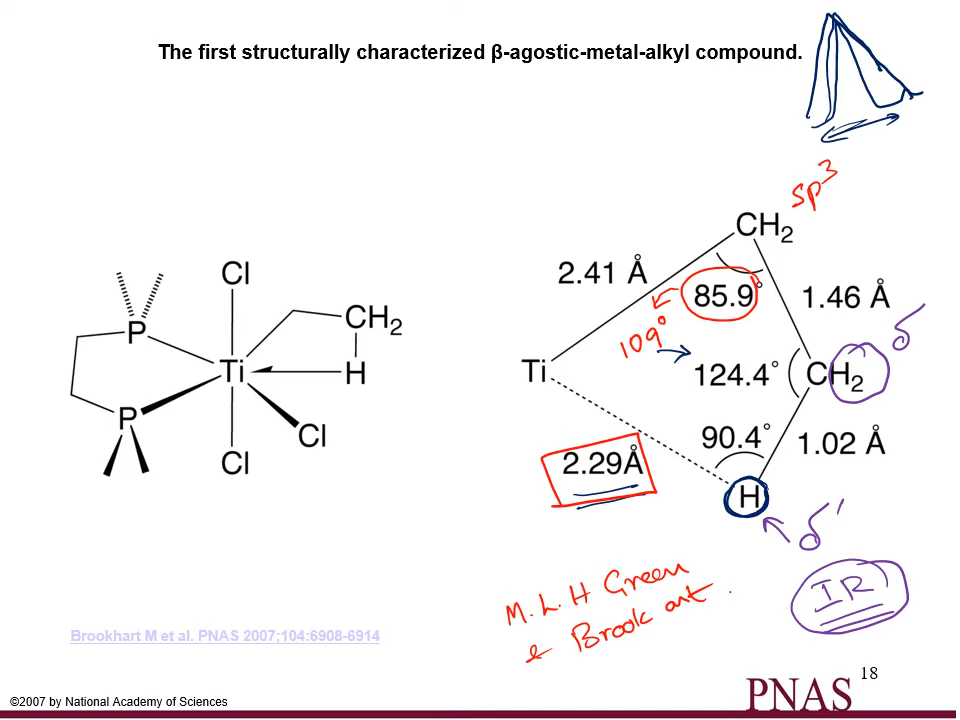 The first structurally characterized β-agostic-metal-alkyl compound.
sp³
CH₂
2.41 Å
85.9°
1.46 Å
109°
δ
Cl
CH₂
P
Ti
H
P
Cl
Cl
Ti
124.4°
CH₂
90.4°
1.02 Å
2.29Å
H
δ'
IR
M. L. H Green
& Brook art.
Brookhart M et al. PNAS 2007;104:6908-6914
18
©2007 by National Academy of Sciences
PNAS